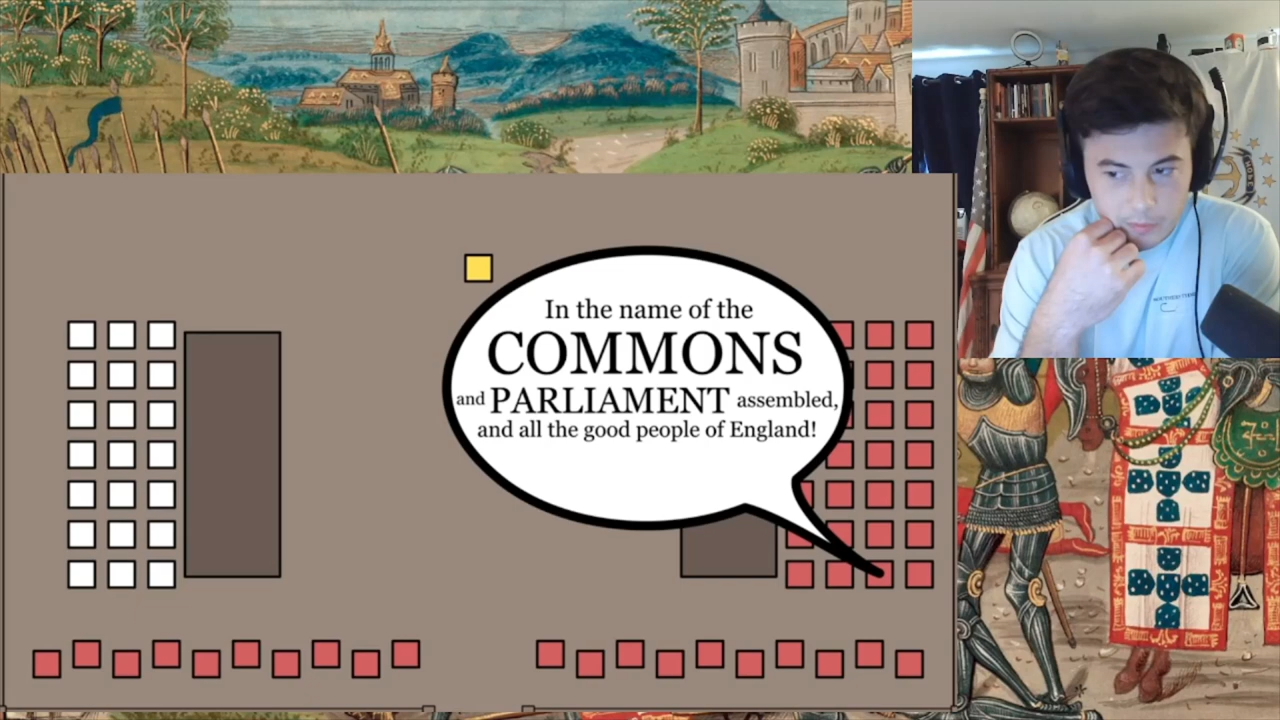 In the name of the
COMMONS
and PARLIAMENT assembled,
and all the good people of England!